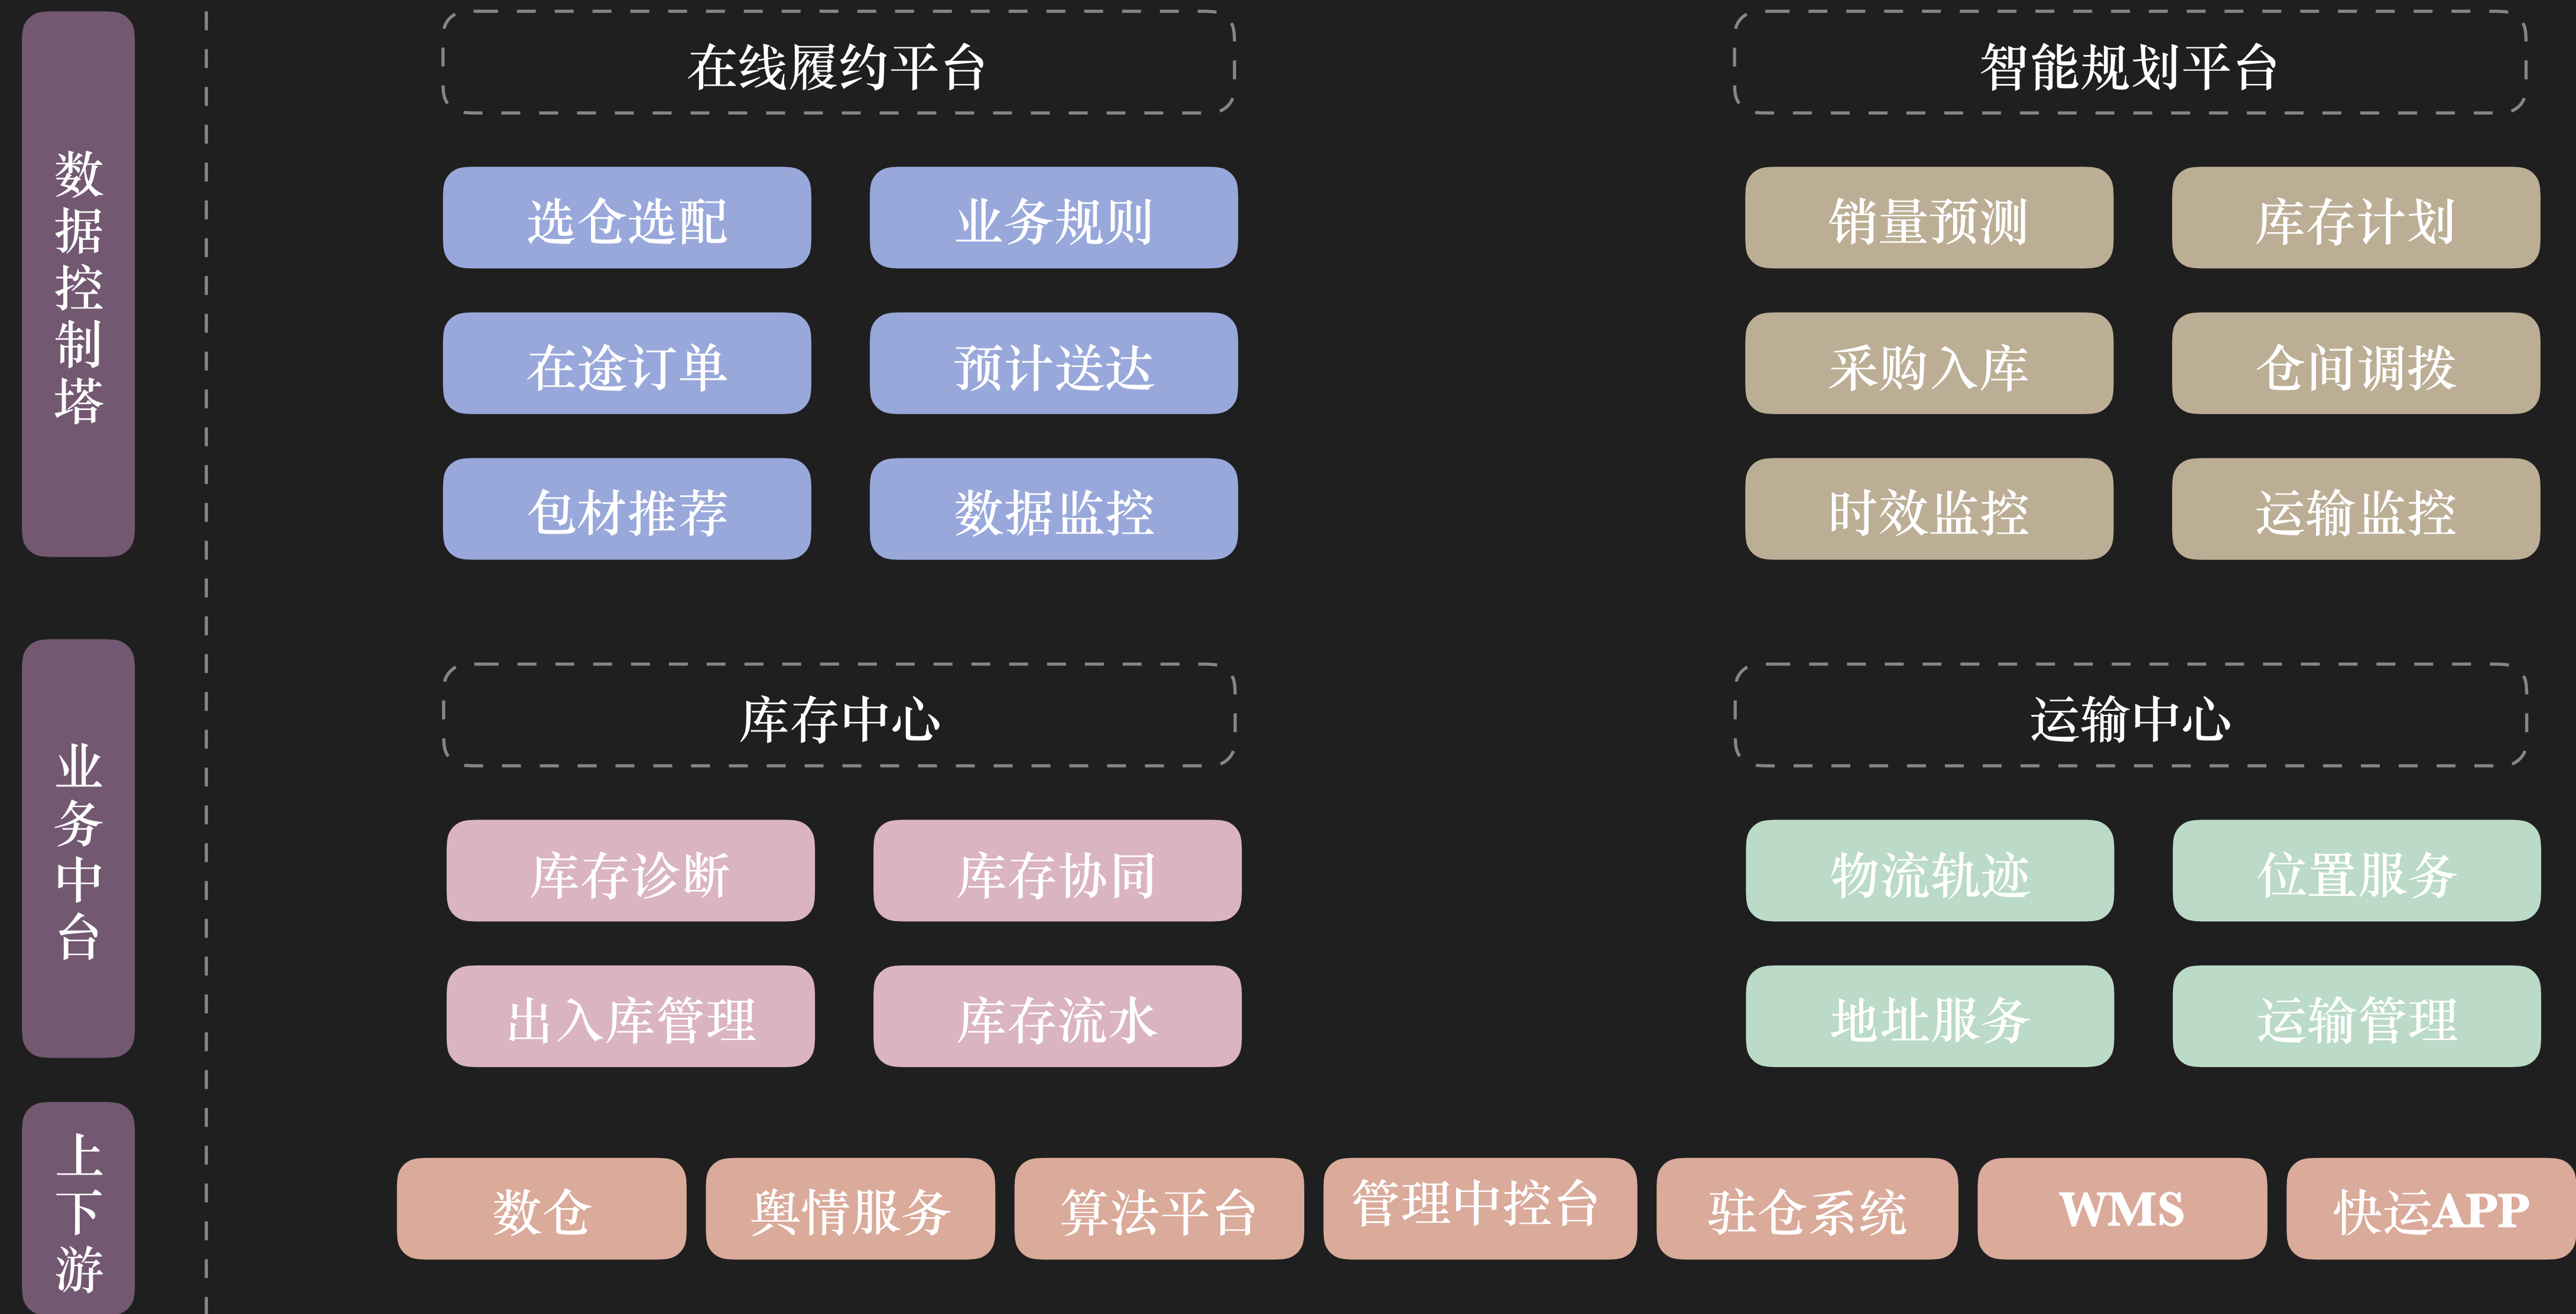 数据控制塔
在线履约平台
智能规划平台
选仓选配
业务规则
销量预测
库存计划
在途订单
预计送达
采购入库
仓间调拨
包材推荐
数据监控
时效监控
运输监控
业务中台
库存中心
运输中心
库存诊断
库存协同
物流轨迹
位置服务
出入库管理
库存流水
地址服务
运输管理
上下游
数仓
舆情服务
算法平台
管理中控台
驻仓系统
WMS
快运APP